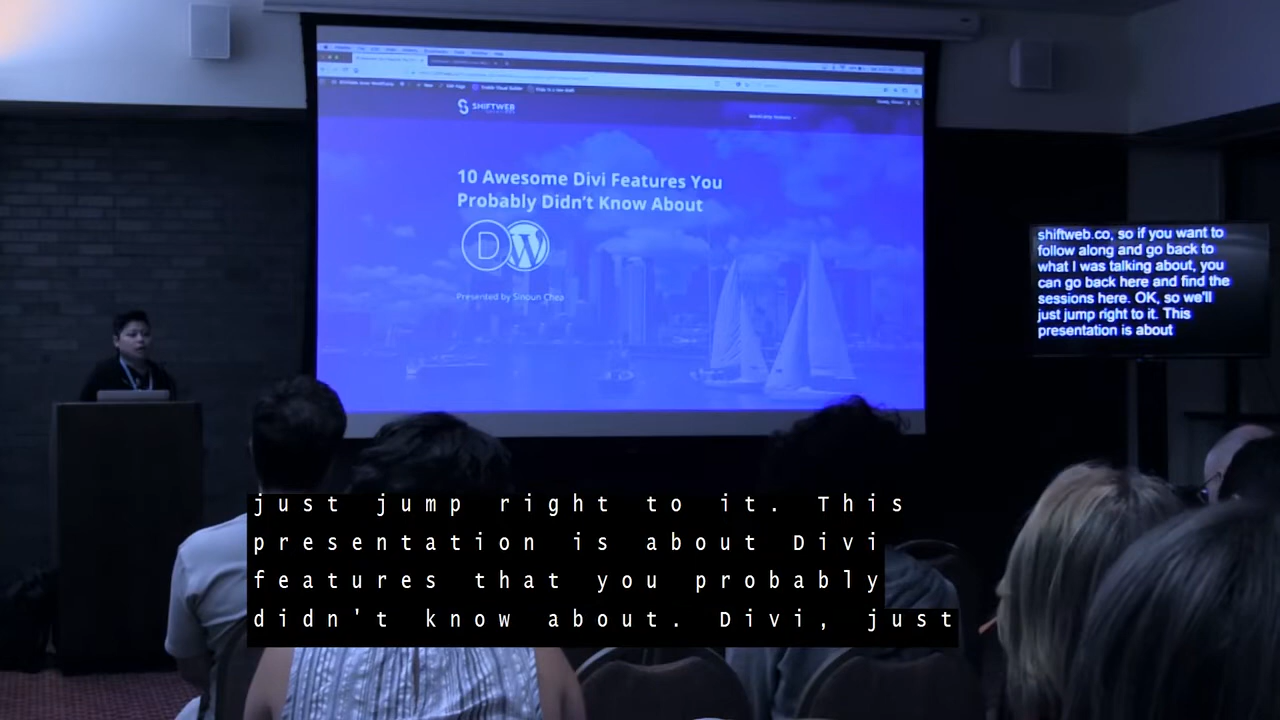 SHIFTWEB
10 Awesome Divi Features You
Probably Didn't Know About
D W
Presented by Sinoun Chea
shiftweb.co, so if you want to
follow along and go back to
what I was talking about, you
can go back here and find the
sessions here. OK, so we'll
just jump right to it. This
presentation is about
just jump right to it. This
presentation is about Divi
features that you probably
didn't know about. Divi, just